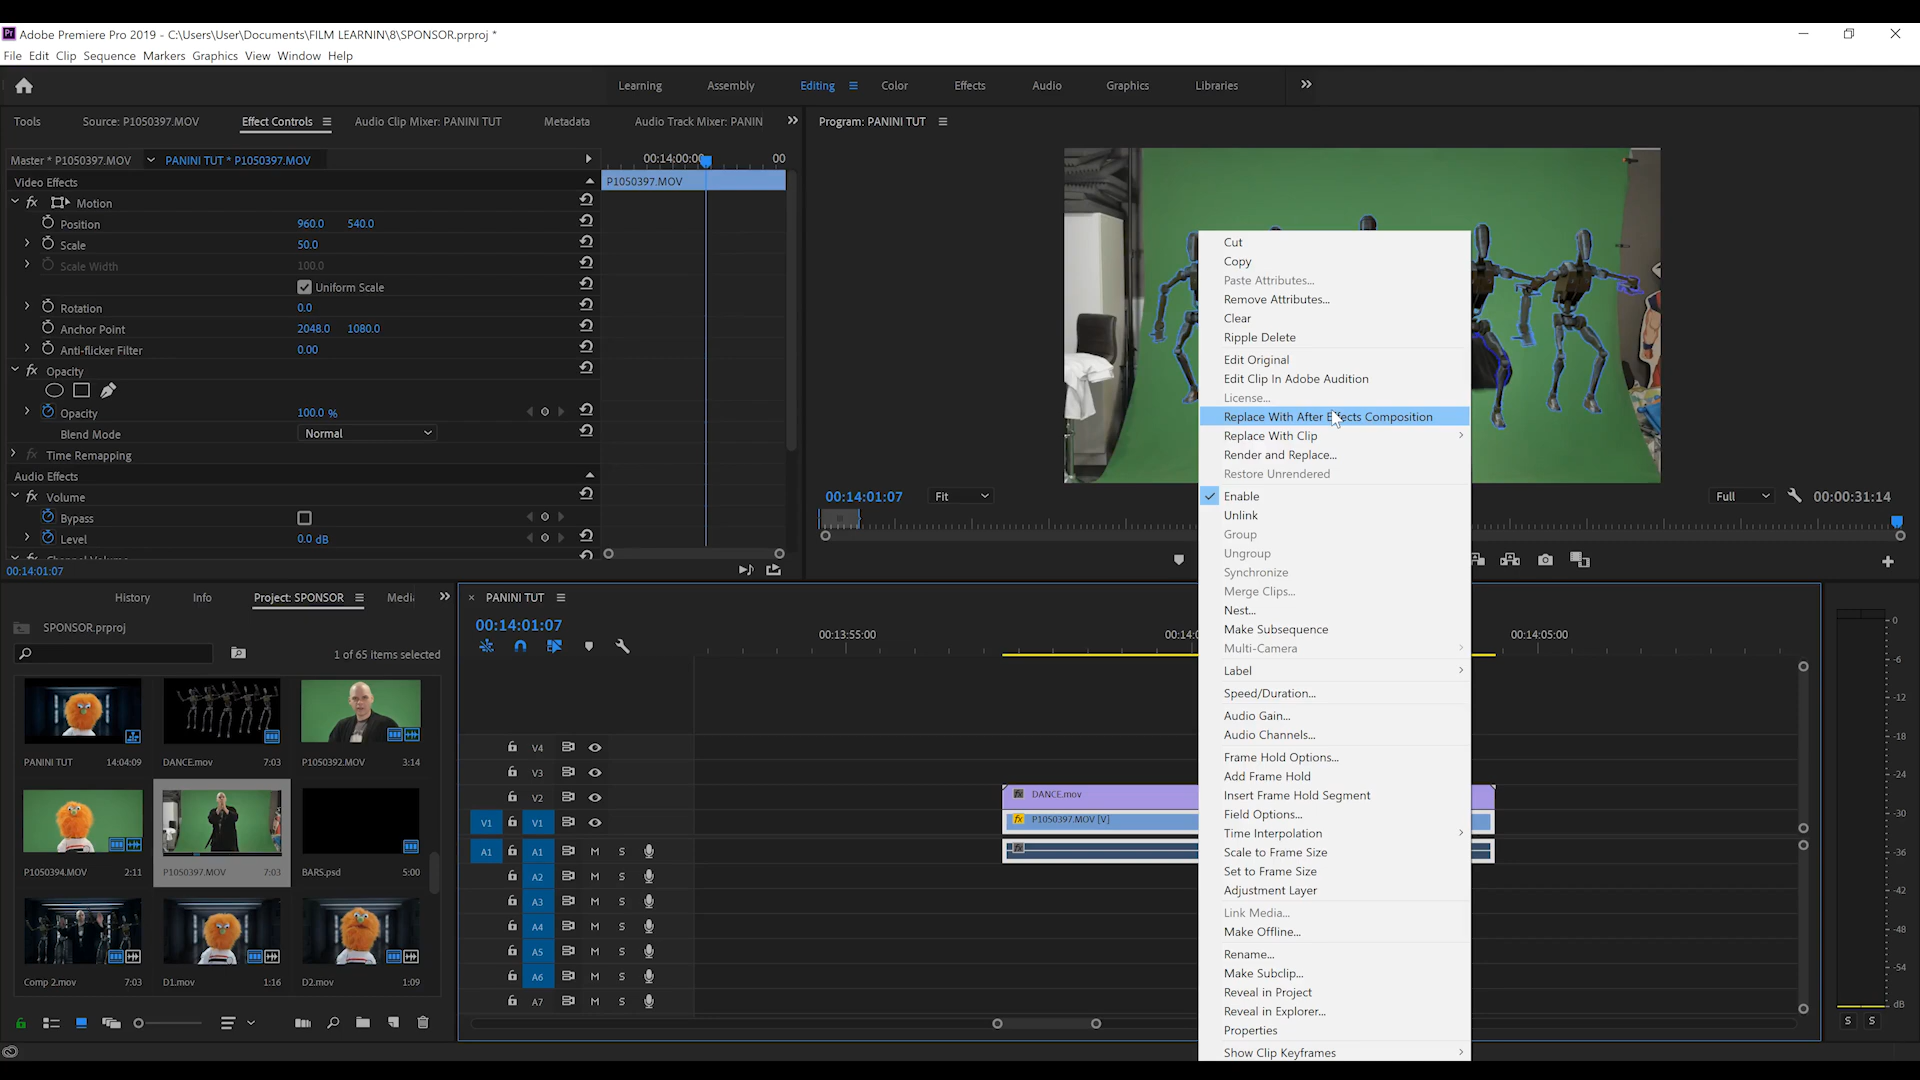 Pr Adobe Premiere Pro 2019 - C:\Users\User\Documents\FILM LEARNIN\8\SPONSOR.prproj *
File Edit Clip Sequence Markers Graphics View Window Help
Learning Assembly Editing Color Effects Audio Graphics Libraries
Tools Source: P1050397.MOV Effect Controls Audio Clip Mixer: PANINI TUT Metadata Audio Track Mixer: PANIN
Master * P1050397.MOV PANINI TUT * P1050397.MOV
00:14:00:00 00
Video Effects
P1050397.MOV
fx Motion
Position 960.0 540.0
Scale 50.0
Scale Width 100.0
Uniform Scale
Rotation 0.0
Anchor Point 2048.0 1080.0
Anti-flicker Filter 0.00
fx Opacity
Opacity 100.0 %
Blend Mode Normal
fx Time Remapping
Audio Effects
fx Volume
Bypass
Level 0.0 dB
00:14:01:07
Program: PANINI TUT
00:14:01:07 Fit Full 00:00:31:14
Cut
Copy
Paste Attributes...
Remove Attributes...
Clear
Ripple Delete
Edit Original
Edit Clip In Adobe Audition
License...
Replace With After Effects Composition
Replace With Clip
Render and Replace...
Restore Unrendered
Enable
Unlink
Group
Ungroup
Synchronize
Merge Clips...
Nest...
Make Subsequence
Multi-Camera
Label
Speed/Duration...
Audio Gain...
Audio Channels...
Frame Hold Options...
Add Frame Hold
Insert Frame Hold Segment
Field Options...
Time Interpolation
Scale to Frame Size
Set to Frame Size
Adjustment Layer
Link Media...
Make Offline...
Rename...
Make Subclip...
Reveal in Project
Reveal in Explorer...
Properties
Show Clip Keyframes
History Info Project: SPONSOR Medi
SPONSOR.prproj
1 of 65 items selected
PANINI TUT 14:04:09
DANCE.mov 7:03
P1050392.MOV 3:14
P1050394.MOV 2:11
P1050397.MOV 7:03
BARS.psd 5:00
Comp 2.mov 7:03
D1.mov 1:16
D2.mov 1:09
× PANINI TUT
00:14:01:07
00:13:55:00 00:14:0 00:14:05:00
V4
V3
V2
V1 V1
A1 A1 M S
A2 M S
A3 M S
A4 M S
A5 M S
A6 M S
A7 M S
fx DANCE.mov
fx P1050397.MOV [V]
fx
0
-6
-12
-18
-24
-30
-36
-42
-48
-54
dB
S S